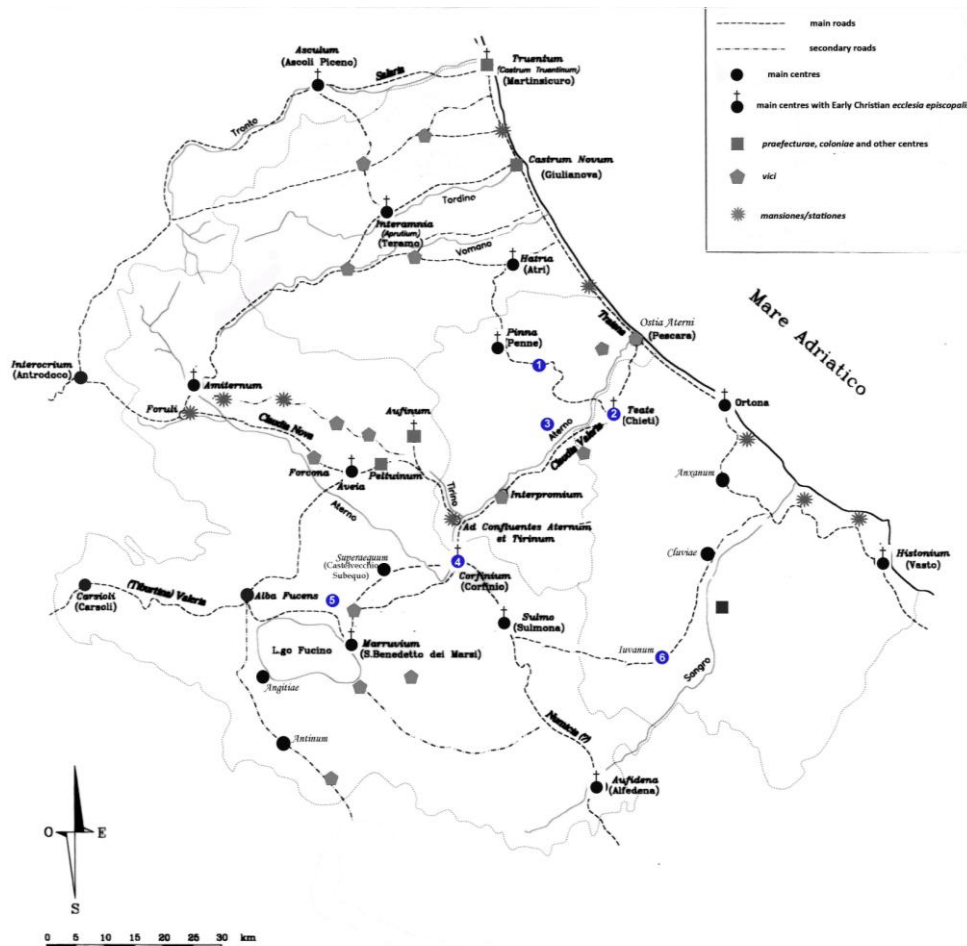 main roads
secondary roads
main centres
main centres with Early Christian ecclesia episcopali
praefecturae, coloniae and other centres
vici
mansiones/stationes
Asculum
(Ascoli Piceno)
Salaria
Truentum
(Castrum Truentinum)
(Martinsicuro)
Tronto
Castrum Novum
(Giulianova)
Tordino
Interamnia
(Aprutium)
(Teramo)
Vomano
Hatria
(Atri)
Mare Adriatico
Traiana
Ostia Aterni
(Pescara)
Pinna
(Penne)
1
Interocrium
(Antrodoco)
Amiternum
Foruli
Claudia Nova
Aufinum
3
Aterno
2
Teate
(Chieti)
Claudia Valeria
Ortona
Forcona
Aveia
Peltuinum
Tirino
Interpromium
Anxanum
Aterno
Ad Confluentes Aternum
et Tirinum
Superaequum
(Castelvecchio
Subequo)
4
Corfinium
(Corfinio)
Cluviae
Histonium
(Vasto)
Carsioli
(Carsoli)
(Tiburtina) Valeria
Alba Fucens
5
Sulmo
(Sulmona)
L.go Fucino
Marruvium
(S.Benedetto dei Marsi)
Iuvanum
6
Sangro
Angitiae
Antinum
Numicia (?)
Aufidena
(Alfedena)
O
E
S
0 5 10 15 20 25 30 km